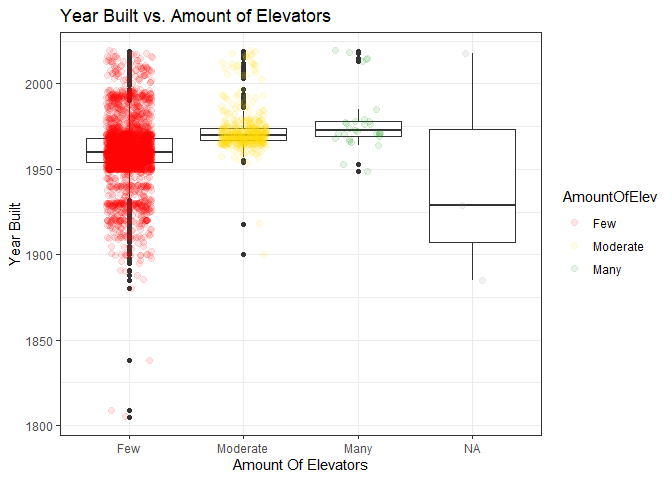 Year Built vs. Amount of Elevators
Year Built
2000
1950
1900
1850
1800
Few
Moderate
Many
NA
Amount Of Elevators
AmountOfElev
Few
Moderate
Many